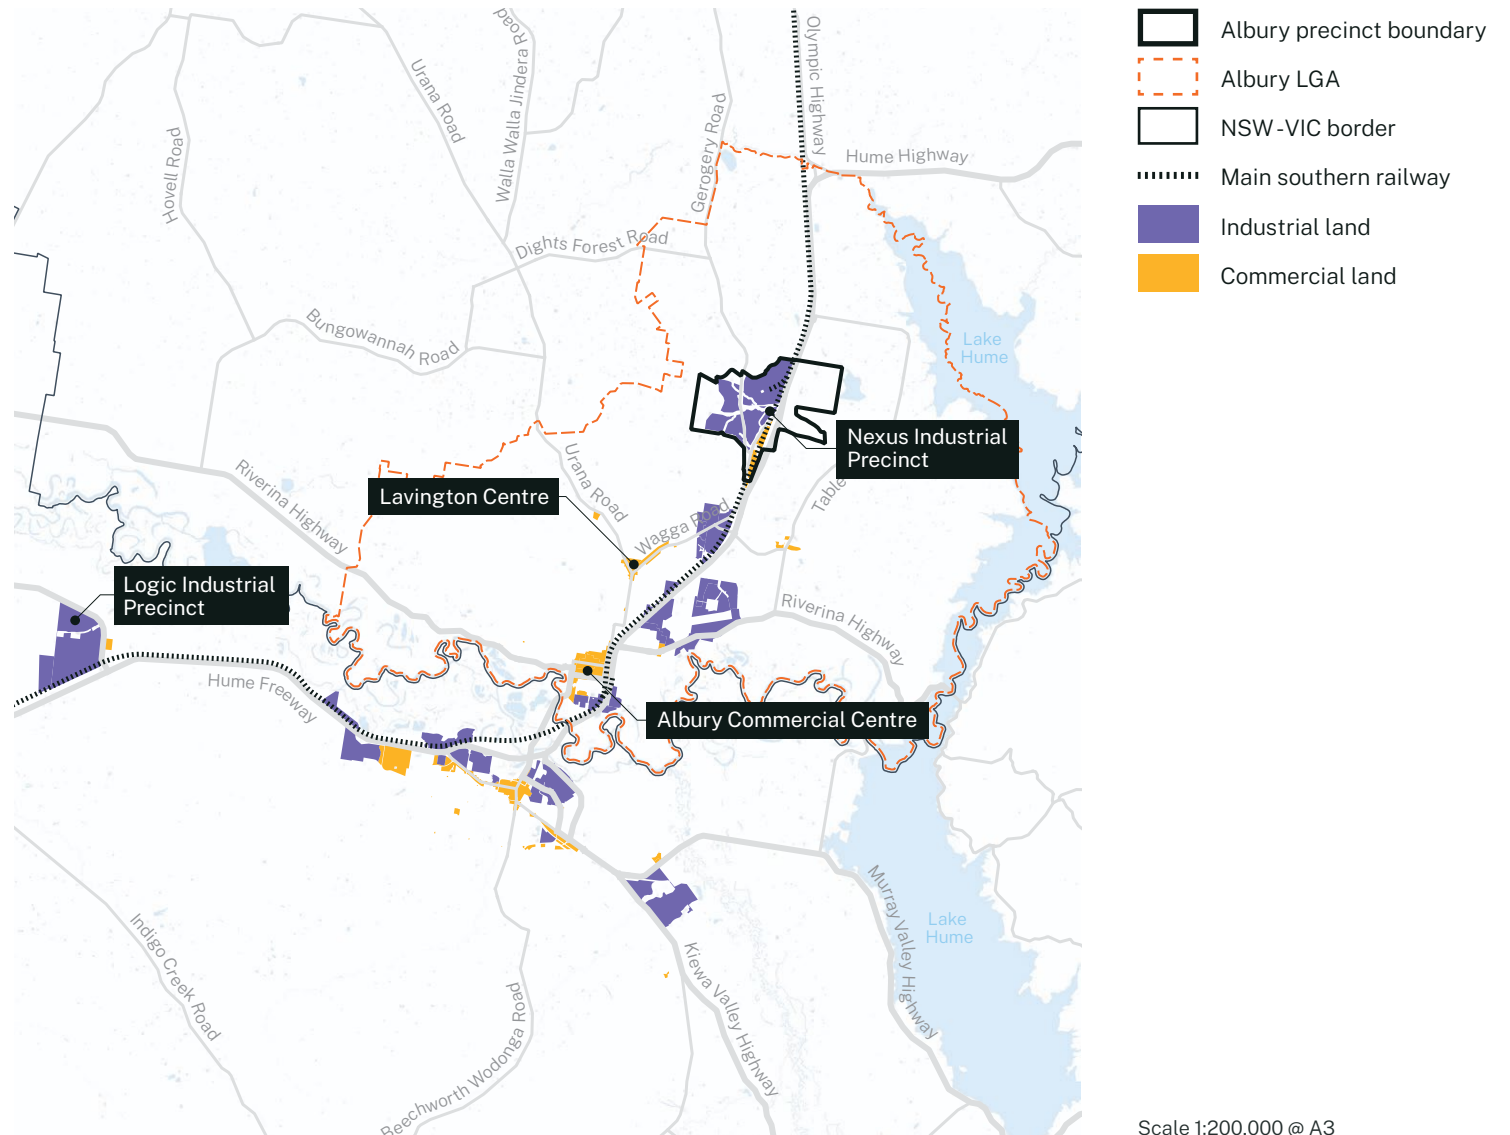 Albury precinct boundary
Albury LGA
NSW-VIC border
Main southern railway
Industrial land
Commercial land
Road
Walla Walla Jindera
Urana Road
Olympic Highway
Hovell Road
Gerogery Road
Hume Highway
Dights Forest Road
Bungowannah Road
Lake
Hume
Nexus Industrial
Precinct
Urana Road
Riverina Highway
Lavington Centre
Wagga Road
Table
Logic Industrial
Precinct
Riverina Highway
Hume Freeway
Albury Commercial Centre
Murray Valley Highway
Lake
Hume
Indigo Creek Road
Kiewa Valley Highway
Beechworth Wodonga Road
Scale 1:200,000 @ A3